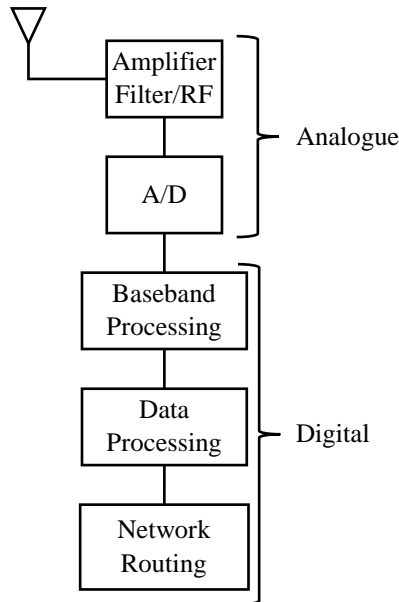 Amplifier
Filter/RF
Analogue
A/D
Baseband
Processing
Data
Processing
Digital
Network
Routing